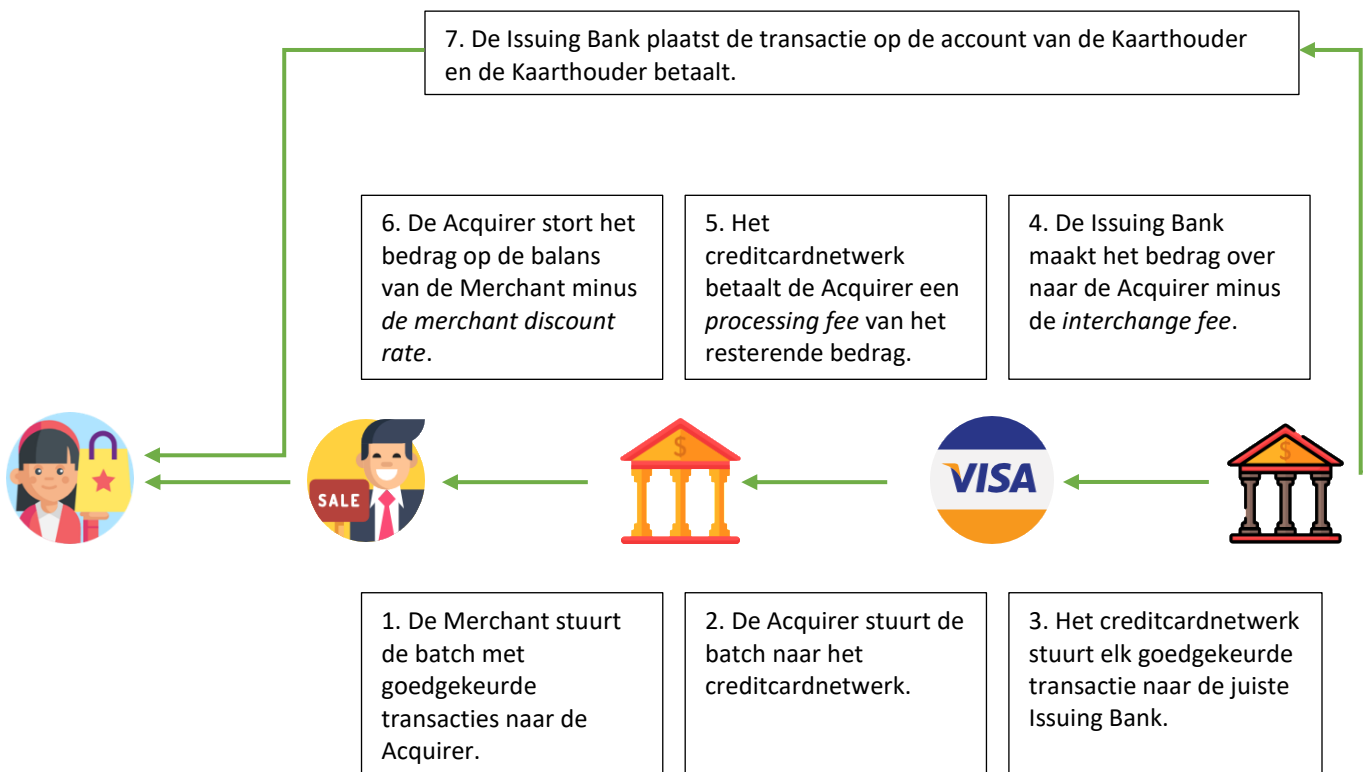 7. De Issuing Bank plaatst de transactie op de account van de Kaarthouder
en de Kaarthouder betaalt.
6. De Acquirer stort het
bedrag op de balans
van de Merchant minus
de merchant discount
rate.
5. Het
creditcardnetwerk
betaalt de Acquirer een
processing fee van het
resterende bedrag.
4. De Issuing Bank
maakt het bedrag over
naar de Acquirer minus
de interchange fee.
SALE
$
VISA
$
1. De Merchant stuurt
de batch met
goedgekeurde
transacties naar de
Acquirer.
2. De Acquirer stuurt de
batch naar het
creditcardnetwerk.
3. Het creditcardnetwerk
stuurt elk goedgekeurde
transactie naar de juiste
Issuing Bank.